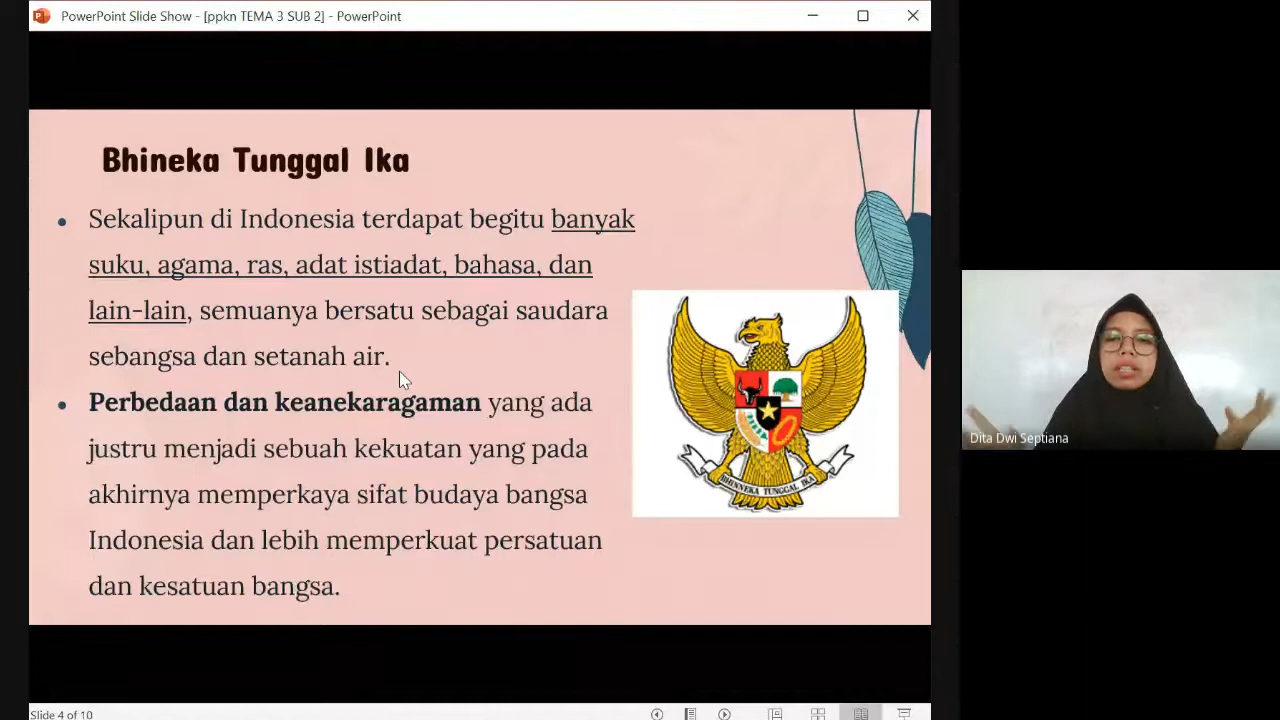 PowerPoint Slide Show - [ppkn TEMA 3 SUB 2] - PowerPoint
Bhineka Tunggal Ika
• Sekalipun di Indonesia terdapat begitu banyak
suku, agama, ras, adat istiadat, bahasa, dan
lain-lain, semuanya bersatu sebagai saudara
sebangsa dan setanah air.
• Perbedaan dan keanekaragaman yang ada
justru menjadi sebuah kekuatan yang pada
akhirnya memperkaya sifat budaya bangsa
Indonesia dan lebih memperkuat persatuan
dan kesatuan bangsa.
BHINNEKA TUNGGAL IKA
Dita Dwi Septiana
Slide 4 of 10